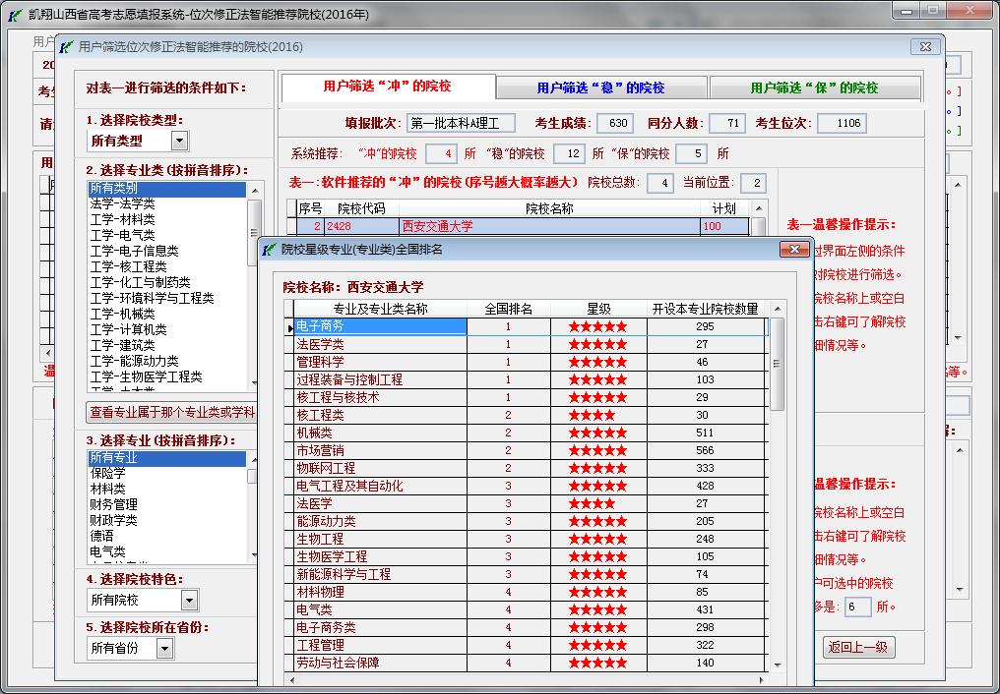 凯翔山西省高考志愿填报系统-位次修正法智能推荐院校(2016年)
用户筛选位次修正法智能推荐的院校(2016)
对表一进行筛选的条件如下：
1. 选择院校类型：
所有类型
2. 选择专业类(按拼音排序)：
所有类别
法学-法学类
工学-材料类
工学-电气类
工学-电子信息类
工学-核工程类
工学-化工与制药类
工学-环境科学与工程类
工学-机械类
工学-计算机类
工学-建筑类
工学-能源动力类
工学-生物医学工程类
查看专业属于那个专业类或学科
3. 选择专业(按拼音排序)：
所有专业
保险学
材料类
财务管理
财政学类
德语
电气类
4. 选择院校特色：
所有院校
5. 选择院校所在省份：
所有省份
用户筛选“冲”的院校 用户筛选“稳”的院校 用户筛选“保”的院校
填报批次： 第一批本科A理工 考生成绩： 630 同分人数： 71 考生位次： 1106
系统推荐： “冲”的院校 4 所 “稳”的院校 12 所 “保”的院校 5 所
表一：软件推荐的“冲”的院校(序号越大概率越大) 院校总数： 4 当前位置： 2
序号 院校代码 院校名称 计划
2 2428 西安交通大学 100
院校星级专业(专业类)全国排名
院校名称：西安交通大学
专业及专业类名称 全国排名 星级 开设本专业院校数量
电子商务 1 ★★★★★ 295
法医学类 1 ★★★★★ 27
管理科学 1 ★★★★★ 46
过程装备与控制工程 1 ★★★★★ 103
核工程与核技术 1 ★★★★★ 29
核工程类 2 ★★★★ 30
机械类 2 ★★★★★ 511
市场营销 2 ★★★★★ 566
物联网工程 2 ★★★★★ 333
电气工程及其自动化 3 ★★★★★ 428
法医学 3 ★★★★ 27
能源动力类 3 ★★★★★ 205
生物工程 3 ★★★★★ 248
生物医学工程 3 ★★★★★ 105
新能源科学与工程 3 ★★★★★ 74
材料物理 4 ★★★★★ 85
电气类 4 ★★★★★ 431
电子商务类 4 ★★★★★ 298
工程管理 4 ★★★★★ 322
劳动与社会保障 4 ★★★★★ 140
表一温馨操作提示：
过界面左侧的条件
对院校进行筛选。
院校名称上或空白
击右键可了解院校
细情况等。
温馨操作提示：
院校名称上或空白
击右键可了解院校
细情况等。
户可选中的院校
多是： 6 所。
返回上一级